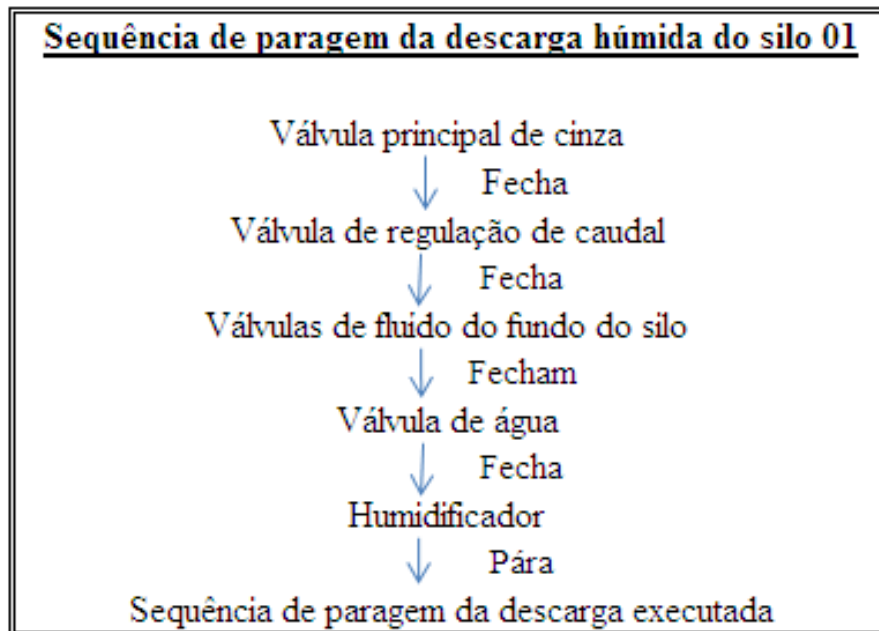 Sequência de paragem da descarga húmida do silo 01
Válvula principal de cinza
Fecha
Válvula de regulação de caudal
Fecha
Válvulas de fluido do fundo do silo
Fecham
Válvula de água
Fecha
Humidificador
Pára
Sequência de paragem da descarga executada